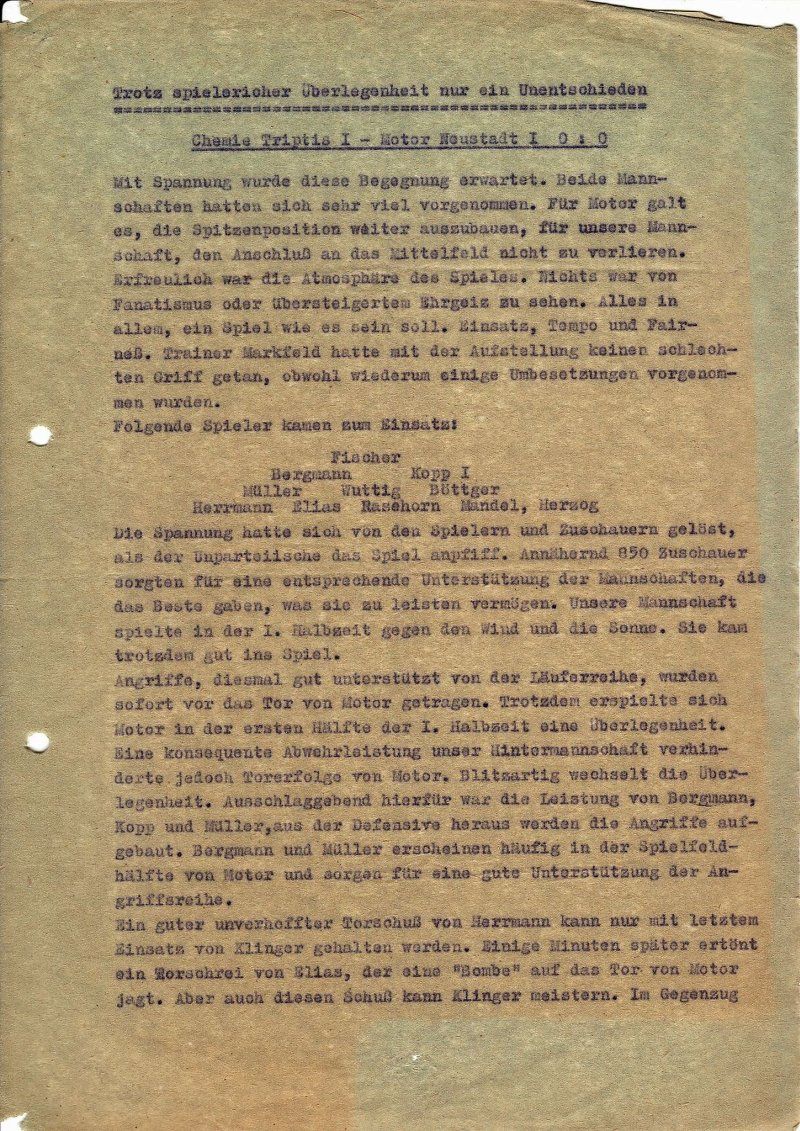 Trotz spielericher Überlegenheit nur ein Unentschieden
======================================================
Chemie Triptis I - Motor Neustadt I 0 : 0
Mit Spannung wurde diese Begegnung erwartet. Beide Mann-
schaften hatten sich sehr viel vorgenommen. Für Motor galt
es, die Spitzenposition weiter auszubauen, für unsere Mann-
schaft, den Anschluß an das Mittelfeld nicht zu verlieren.
Erfreulich war die Atmosphäre des Spieles. Nichts war von
Fanatismus oder übersteigertem Ehrgeiz zu sehen. Alles in
allem, ein Spiel wie es sein soll. Einsatz, Tempo und Fair-
neß. Trainer Markfeld hatte mit der Aufstellung keinen schlech-
ten Griff getan, obwohl wiederum einige Umbesetzungen vorgenom-
men wurden.
Folgende Spieler kamen zum Einsatz:
Fischer
Bergmann Kopp I
Müller Wuttig Böttger
Herrmann Elias Rasehorn Mandel, Herzog
Die Spannung hatte sich von den Spielern und Zuschauern gelöst,
als der Unparteiische das Spiel anpfiff. Annähernd 850 Zuschauer
sorgten für eine entsprechende Unterstützung der Mannschaften, die
das Beste gaben, was sie zu leisten vermögen. Unsere Mannschaft
spielte in der I. Halbzeit gegen den Wind und die Sonne. Sie kam
trotzdem gut ins Spiel.
Angriffe, diesmal gut unterstützt von der Läuferreihe, wurden
sofort vor das Tor von Motor getragen. Trotzdem erspielte sich
Motor in der ersten Hälfte der I. Halbzeit eine Überlegenheit.
Eine konsequente Abwehrleistung unser Hintermannschaft verhin-
derte jedoch Torerfolge von Motor. Blitzartig wechselt die Über-
legenheit. Ausschlaggebend hierfür war die Leistung von Bergmann,
Kopp und Müller,aus der Defensive heraus werden die Angriffe auf-
gebaut. Bergmann und Müller erscheinen häufig in der Spielfeld-
hälfte von Motor und sorgen für eine gute Unterstützung der An-
griffsreihe.
Ein guter unverhoffter Torschuß von Herrmann kann nur mit letztem
Einsatz von Klinger gehalten werden. Einige Minuten später ertönt
ein Torschrei von Elias, der eine "Bombe" auf das Tor von Motor
jagt. Aber auch diesen Schuß kann Klinger meistern. Im Gegenzug